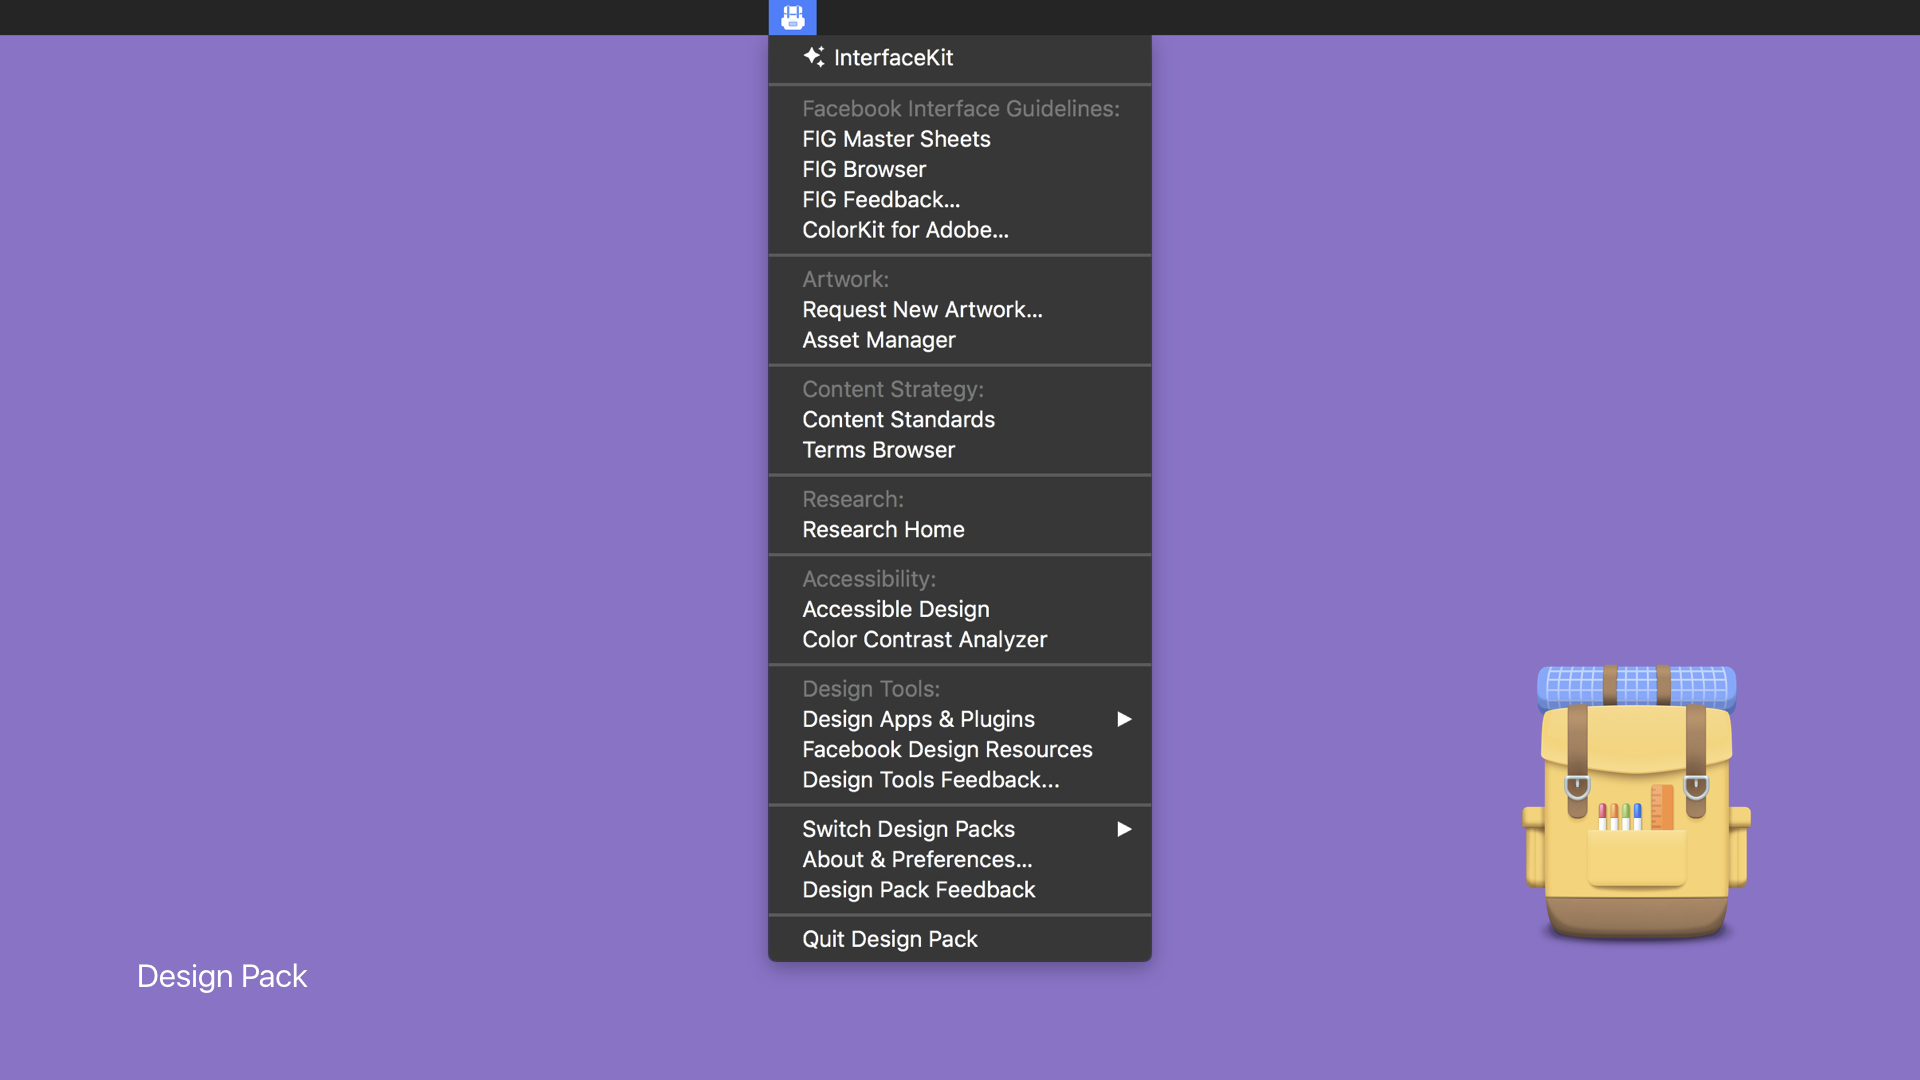 InterfaceKit
Facebook Interface Guidelines:
FIG Master Sheets
FIG Browser
FIG Feedback...
ColorKit for Adobe...
Artwork:
Request New Artwork...
Asset Manager
Content Strategy:
Content Standards
Terms Browser
Research:
Research Home
Accessibility:
Accessible Design
Color Contrast Analyzer
Design Tools:
Design Apps & Plugins
Facebook Design Resources
Design Tools Feedback...
Switch Design Packs
About & Preferences...
Design Pack Feedback
Quit Design Pack
Design Pack